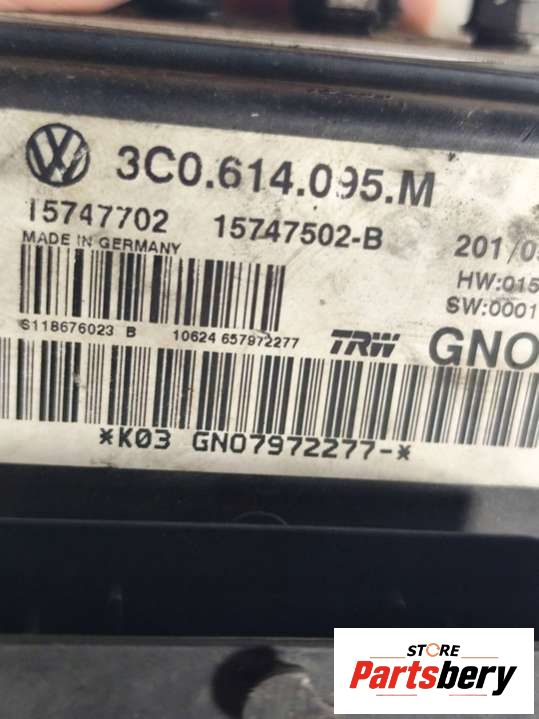 3C0.614.095.M
15747702 15747502-B 201/0
MADE IN GERMANY
HW:015
SW:0001
S118676023 B 10624 657972277 TRW GNO
*K03 GNO7972277-*
STORE
Partsbery